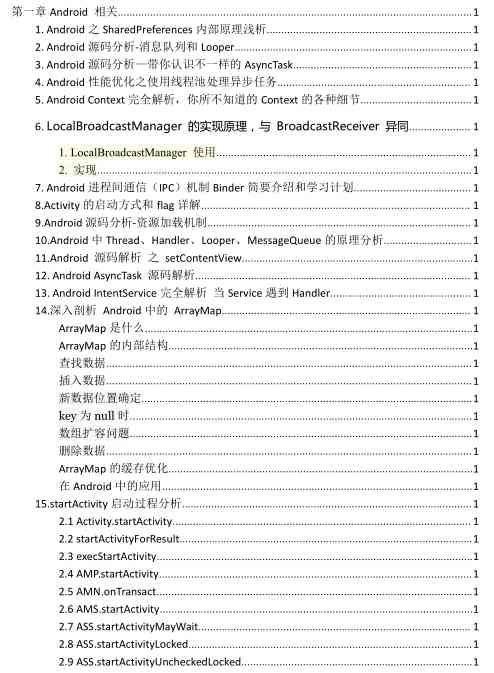 第一章 Android 相关 1
1. Android 之 SharedPreferences 内部原理浅析 1
2. Android 源码分析-消息队列和 Looper 1
3. Android 源码分析—带你认识不一样的 AsyncTask 1
4. Android 性能优化之使用线程池处理异步任务 1
5. Android Context 完全解析，你所不知道的 Context 的各种细节 1
6. LocalBroadcastManager 的实现原理，与 BroadcastReceiver 异同 1
1. LocalBroadcastManager 使用 1
2. 实现 1
7. Android 进程间通信（IPC）机制 Binder 简要介绍和学习计划 1
8.Activity 的启动方式和 flag 详解 1
9.Android 源码分析-资源加载机制 1
10.Android 中 Thread、Handler、Looper、MessageQueue 的原理分析 1
11.Android 源码解析 之 setContentView 1
12. Android AsyncTask 源码解析 1
13. Android IntentService 完全解析 当 Service 遇到 Handler 1
14.深入剖析 Android 中的 ArrayMap 1
ArrayMap 是什么 1
ArrayMap 的内部结构 1
查找数据 1
插入数据 1
新数据位置确定 1
key 为 null 时 1
数组扩容问题 1
删除数据 1
ArrayMap 的缓存优化 1
在 Android 中的应用 1
15.startActivity 启动过程分析 1
2.1 Activity.startActivity 1
2.2 startActivityForResult 1
2.3 execStartActivity 1
2.4 AMP.startActivity 1
2.5 AMN.onTransact 1
2.6 AMS.startActivity 1
2.7 ASS.startActivityMayWait 1
2.8 ASS.startActivityLocked 1
2.9 ASS.startActivityUncheckedLocked 1